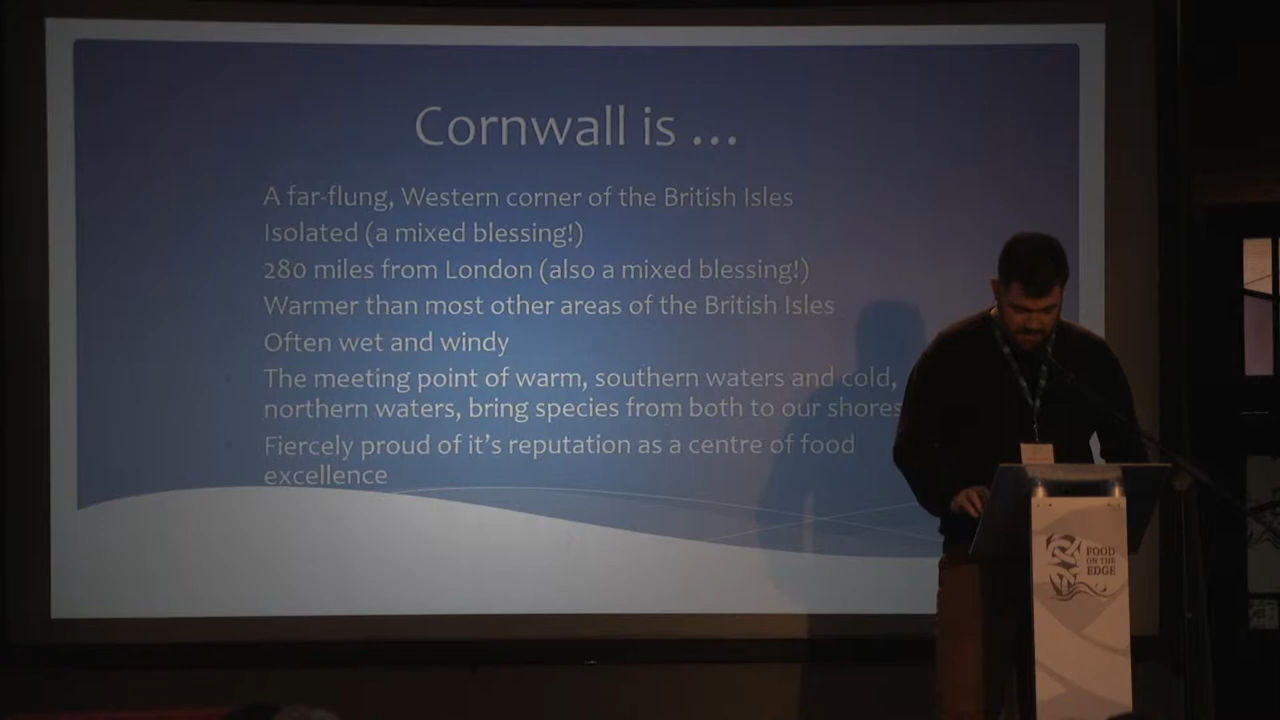 Cornwall is ...
A far-flung, Western corner of the British Isles
Isolated (a mixed blessing!)
280 miles from London (also a mixed blessing!)
Warmer than most other areas of the British Isles
Often wet and windy
The meeting point of warm, southern waters and cold,
northern waters, bring species from both to our shores
Fiercely proud of it's reputation as a centre of food
excellence
FOOD
ON THE
EDGE